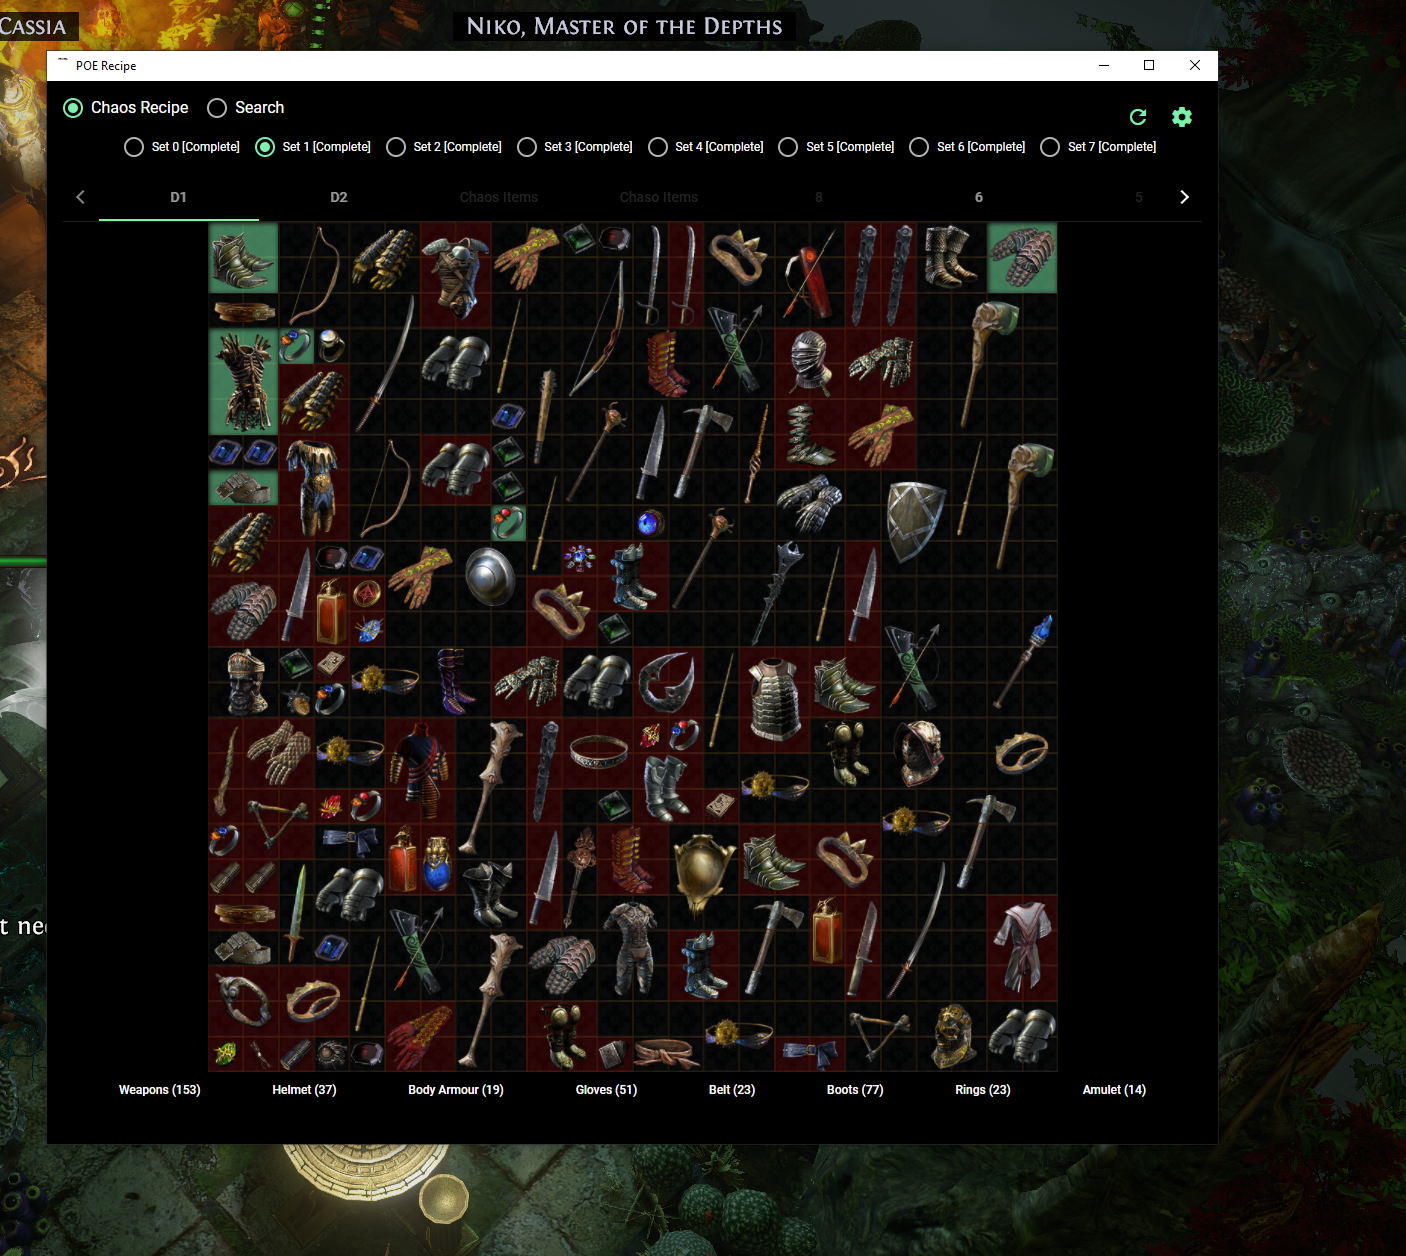 CASSIA
NIKO, MASTER OF THE DEPTHS
POE Recipe
Chaos Recipe Search
Set 0 [Complete] Set 1 [Complete] Set 2 [Complete] Set 3 [Complete] Set 4 [Complete] Set 5 [Complete] Set 6 [Complete] Set 7 [Complete]
D1 D2 Chaos Items Chaso Items 8 6 5
t nee
Weapons (153) Helmet (37) Body Armour (19) Gloves (51) Belt (23) Boots (77) Rings (23) Amulet (14)